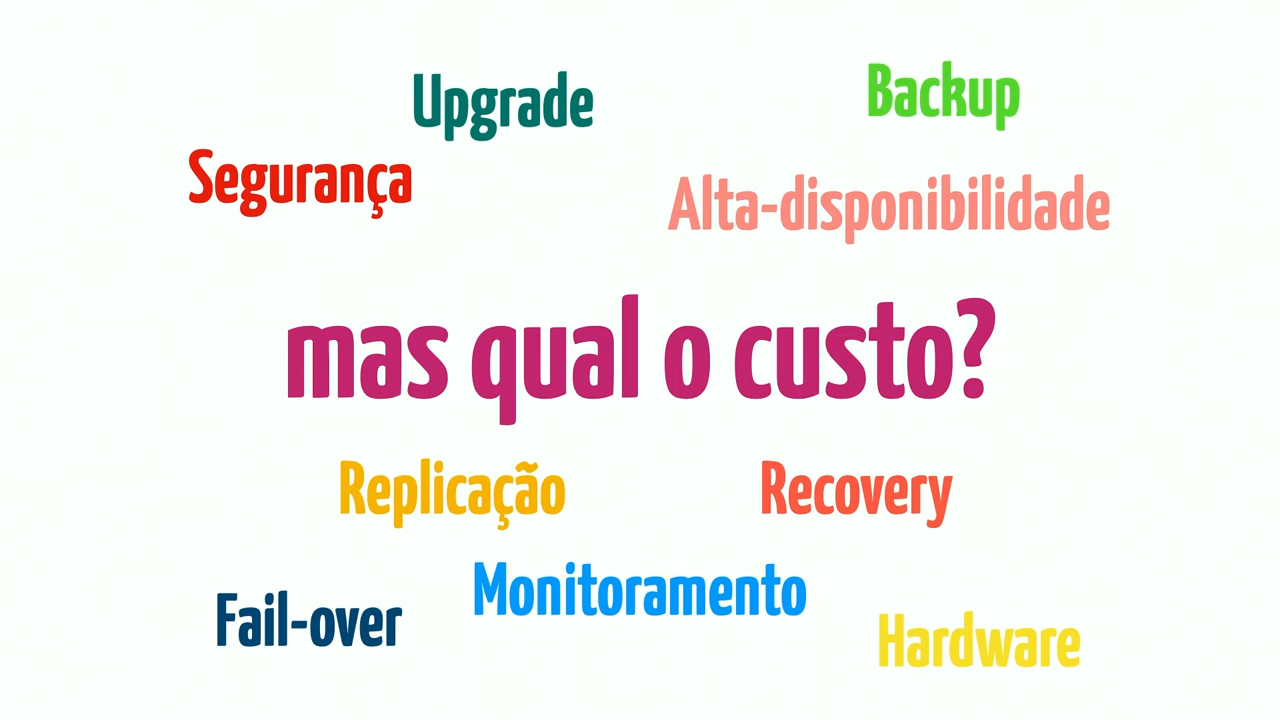 Upgrade
Backup
Segurança
Alta-disponibilidade
mas qual o custo?
Replicação
Recovery
Monitoramento
Fail-over
Hardware